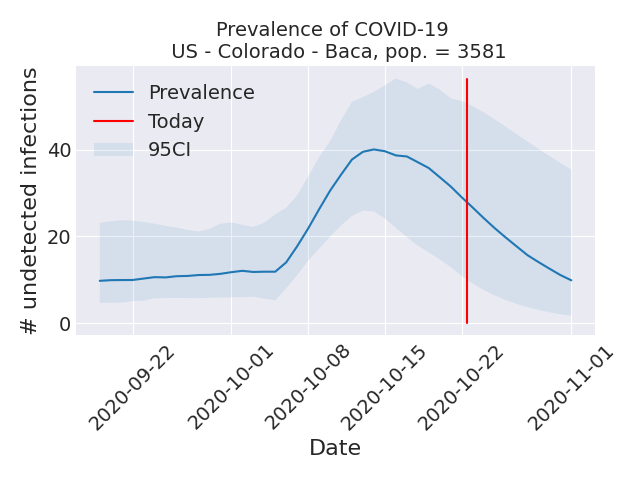 Prevalence of COVID-19
US - Colorado - Baca, pop. = 3581
# undetected infections
40
20
0
Prevalence
Today
95CI
2020-09-22
2020-10-01
2020-10-08
2020-10-15
2020-10-22
2020-11-01
Date